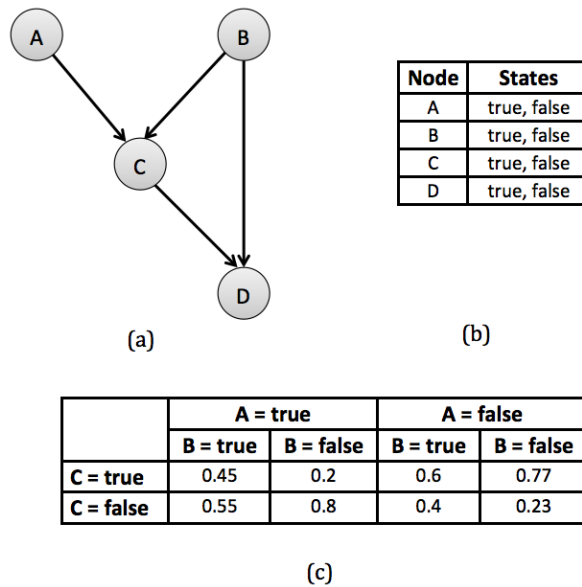 A
B
C
D
(a)
Node States
A true, false
B true, false
C true, false
D true, false
(b)
A = true A = false
B = true B = false B = true B = false
C = true 0.45 0.2 0.6 0.77
C = false 0.55 0.8 0.4 0.23
(c)